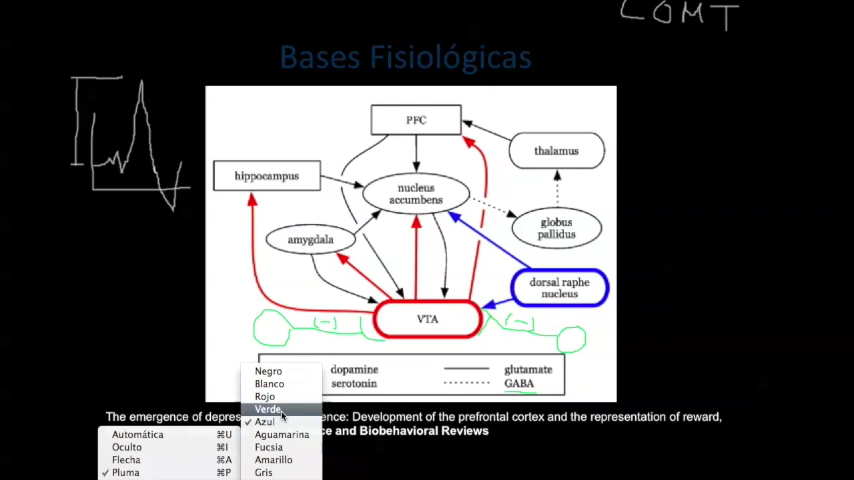 COMT
Bases Fisiológicas
PFC
thalamus
hippocampus
nucleus
accumbens
globus
pallidus
amygdala
dorsal raphe
nucleus
VTA
(-)
(-)
dopamine
glutamate
serotonin
GABA
The emergence of depres ence: Development of the prefrontal cortex and the representation of reward,
ce and Biobehavioral Reviews
Automática ⌘U
Oculto ⌘I
Flecha ⌘A
✓ Pluma ⌘P
Negro
Blanco
Rojo
Verde
✓ Azul
Aguamarina
Fucsia
Amarillo
Gris